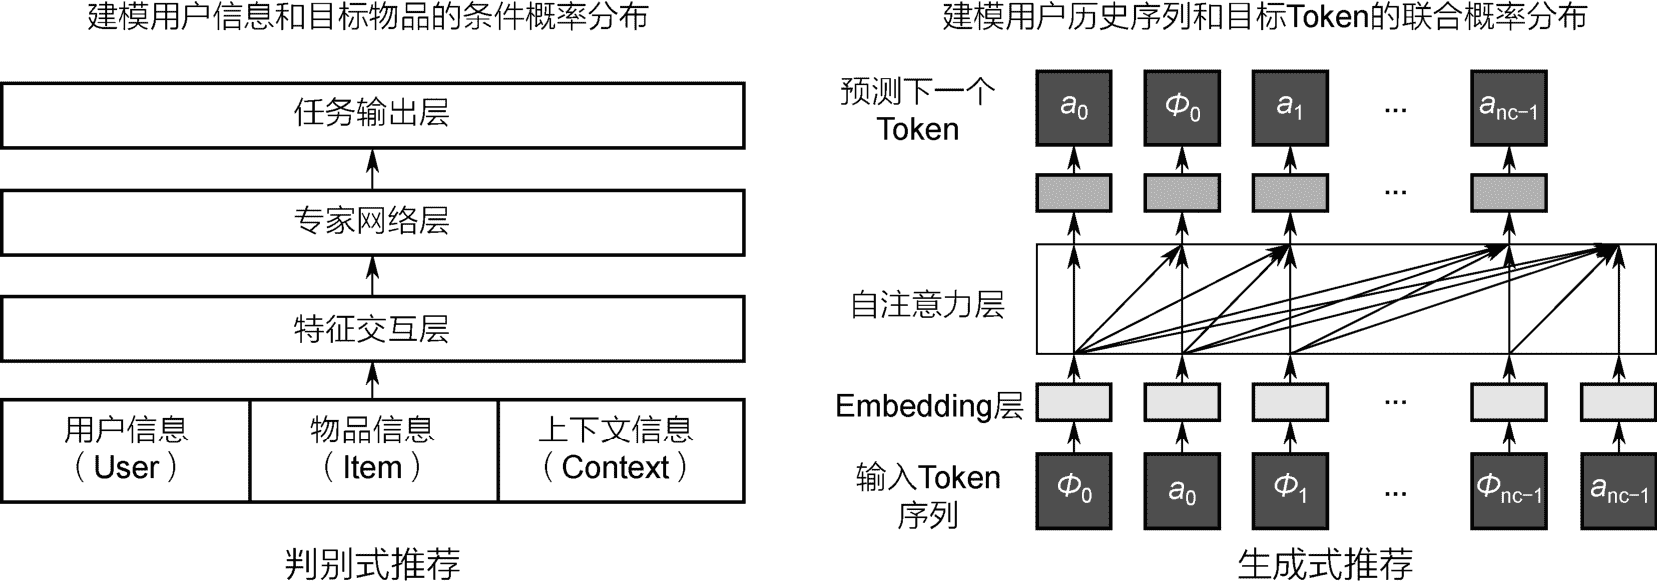 建模用户信息和目标物品的条件概率分布
任务输出层
专家网络层
特征交互层
用户信息
（User）
物品信息
（Item）
上下文信息
（Context）
判别式推荐
建模用户历史序列和目标Token的联合概率分布
预测下一个
Token
a0 Φ0 a1 ... anc−1
...
自注意力层
Embedding层 ...
输入Token
序列
Φ0 a0 Φ1 ... Φnc−1 anc−1
生成式推荐